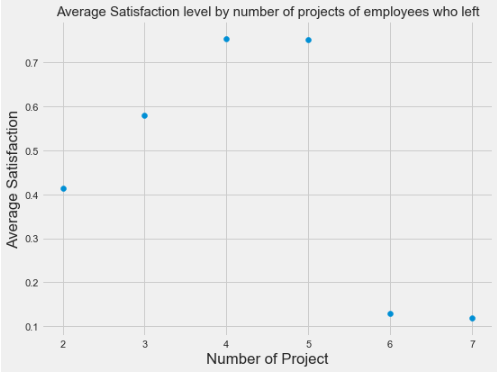 Average Satisfaction level by number of projects of employees who left
0.7
0.6
0.5
0.4
0.3
0.2
0.1
Average Satisfaction
2 3 4 5 6 7
Number of Project